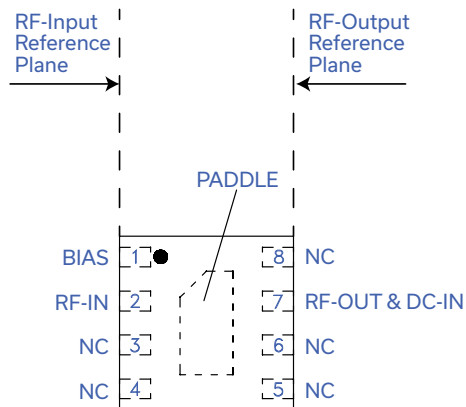 RF-Input
Reference
Plane
RF-Output
Reference
Plane
PADDLE
BIAS 1 8 NC
RF-IN 2 7 RF-OUT & DC-IN
NC 3 6 NC
NC 4 5 NC